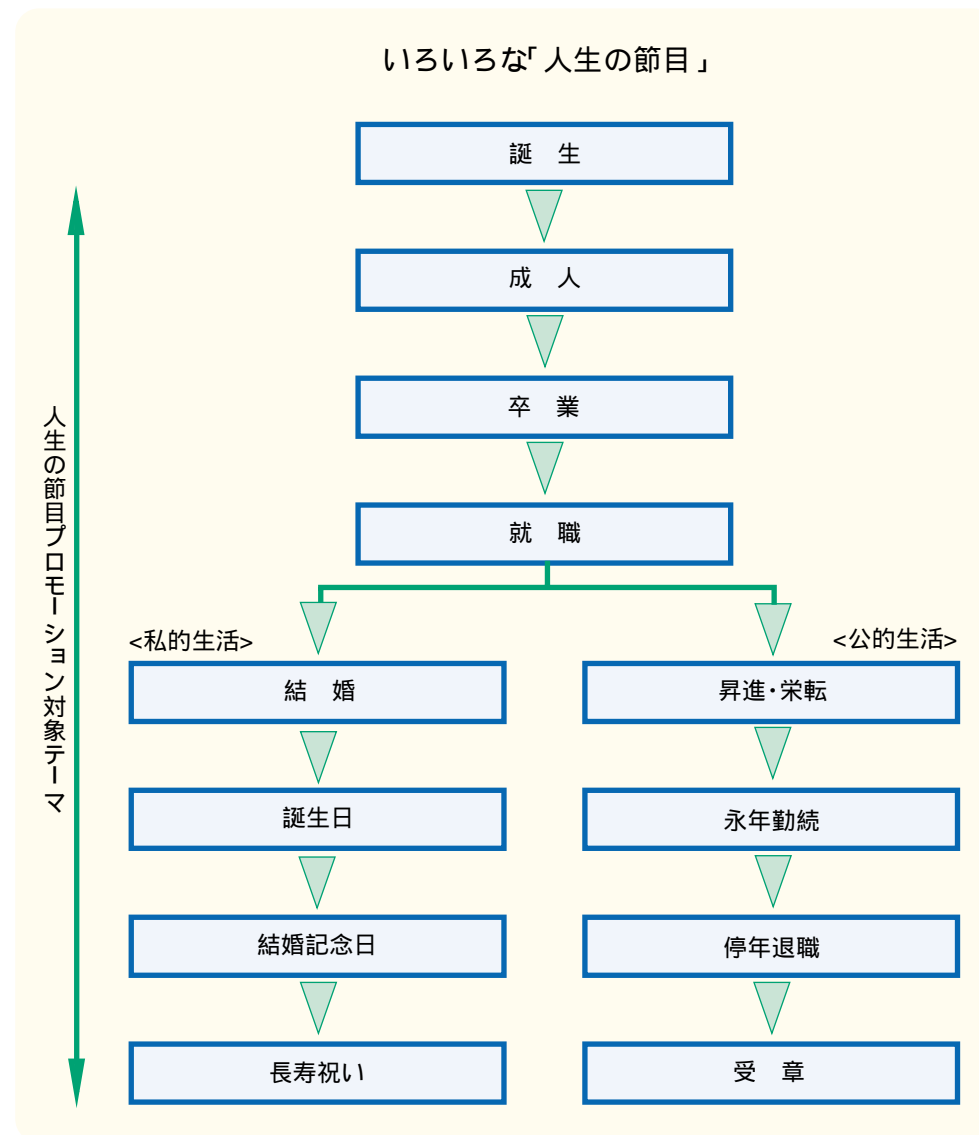 いろいろな「人生の節目」
誕　生
成　人
卒　業
就　職
人生の節目プロモーション対象テーマ
<私的生活>
結　婚
誕生日
結婚記念日
長寿祝い
<公的生活>
昇進・栄転
永年勤続
停年退職
受　章